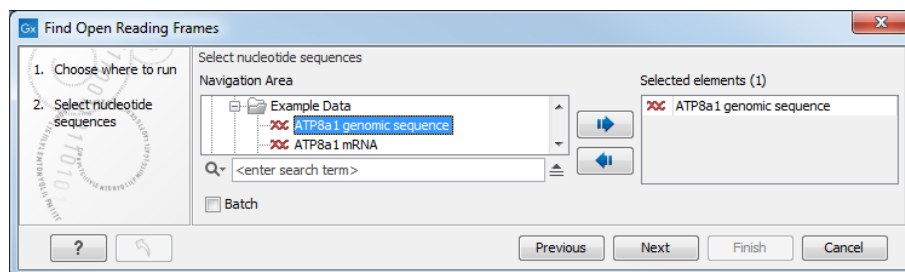 Gx Find Open Reading Frames
1. Choose where to run
2. Select nucleotide
sequences
Select nucleotide sequences
Navigation Area
Example Data
ATP8a1 genomic sequence
ATP8a1 mRNA
<enter search term>
Batch
Selected elements (1)
ATP8a1 genomic sequence
?
Previous
Next
Finish
Cancel